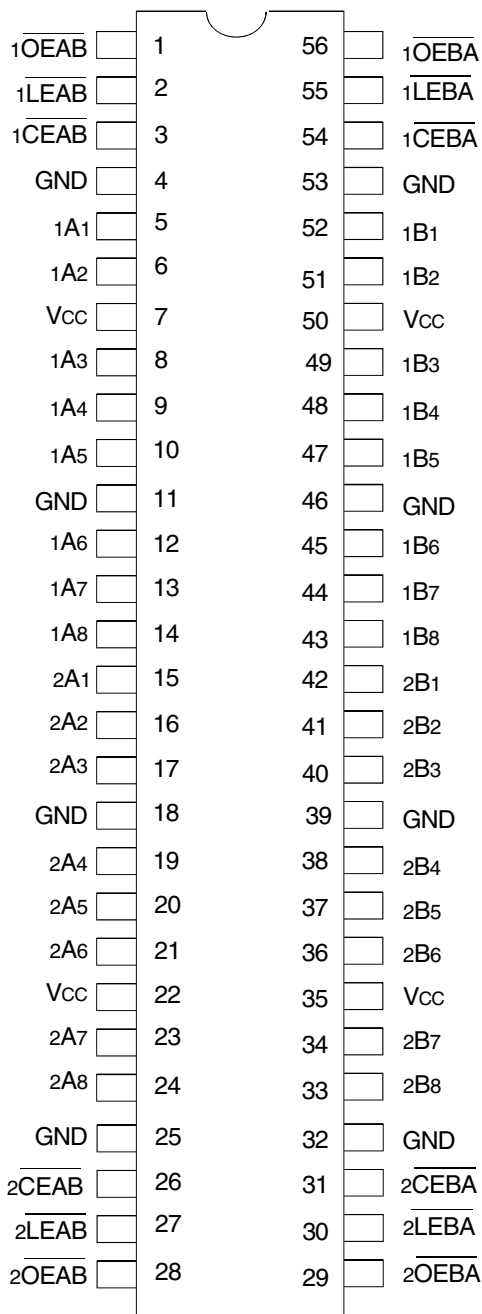 1OEAB 1 56 1OEBA
1LEAB 2 55 1LEBA
1CEAB 3 54 1CEBA
GND 4 53 GND
1A1 5 52 1B1
1A2 6 51 1B2
VCC 7 50 VCC
1A3 8 49 1B3
1A4 9 48 1B4
1A5 10 47 1B5
GND 11 46 GND
1A6 12 45 1B6
1A7 13 44 1B7
1A8 14 43 1B8
2A1 15 42 2B1
2A2 16 41 2B2
2A3 17 40 2B3
GND 18 39 GND
2A4 19 38 2B4
2A5 20 37 2B5
2A6 21 36 2B6
VCC 22 35 VCC
2A7 23 34 2B7
2A8 24 33 2B8
GND 25 32 GND
2CEAB 26 31 2CEBA
2LEAB 27 30 2LEBA
2OEAB 28 29 2OEBA